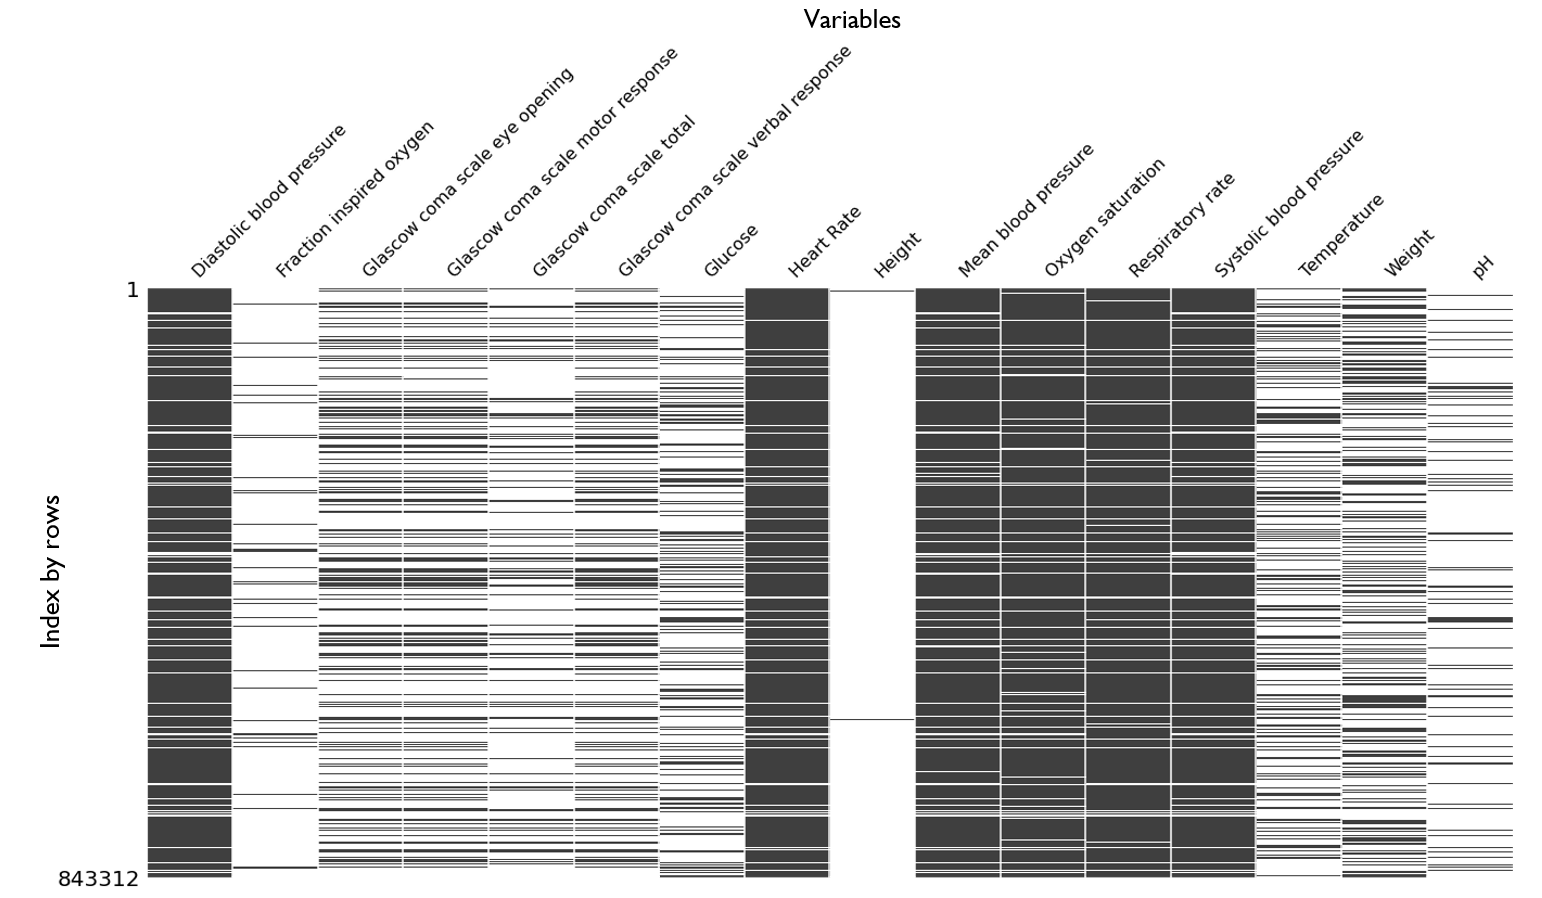 Variables
Diastolic blood pressure
Fraction inspired oxygen
Glascow coma scale eye opening
Glascow coma scale motor response
Glascow coma scale total
Glascow coma scale verbal response
Glucose
Heart Rate
Height
Mean blood pressure
Oxygen saturation
Respiratory rate
Systolic blood pressure
Temperature
Weight
pH
1
Index by rows
843312